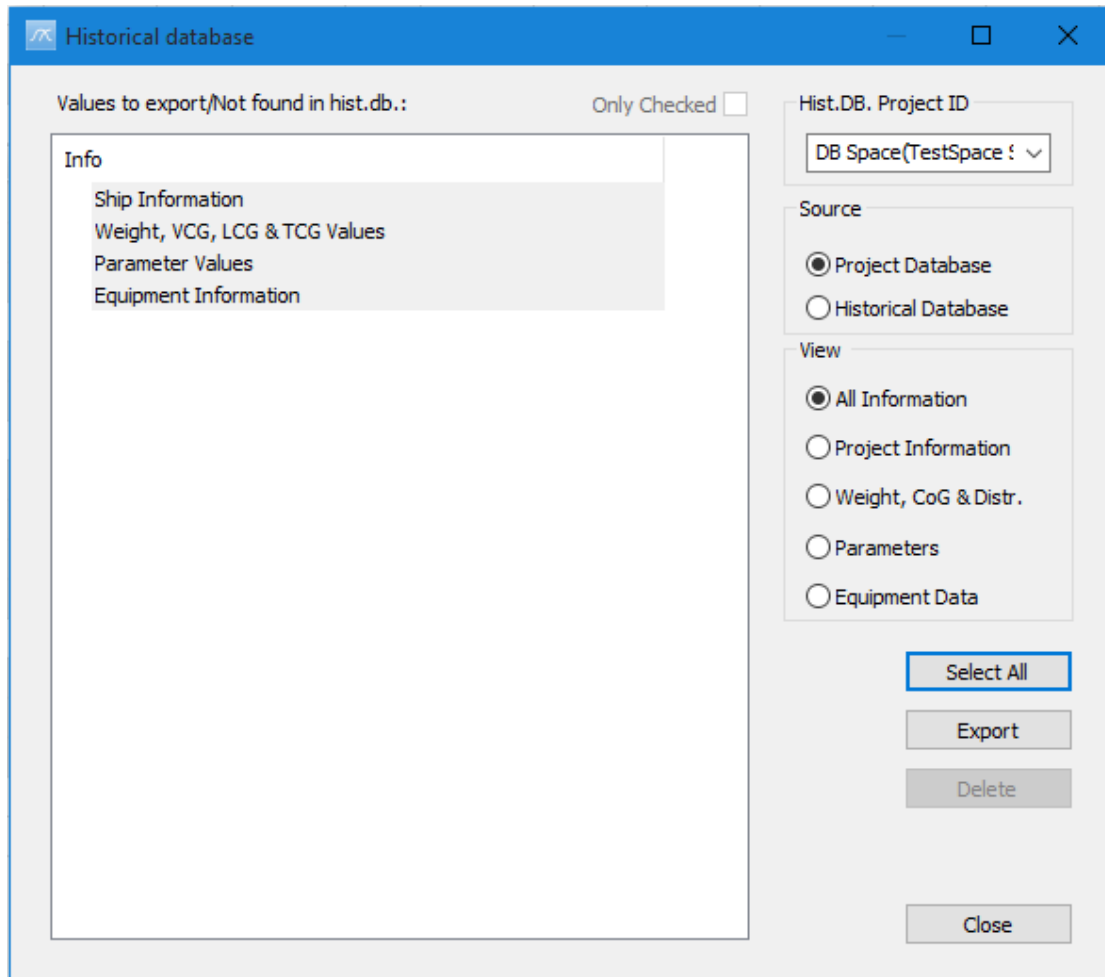 Historical database
Values to export/Not found in hist.db.:
Only Checked
Info
Ship Information
Weight, VCG, LCG & TCG Values
Parameter Values
Equipment Information
Hist.DB. Project ID
DB Space(TestSpace
Source
Project Database
Historical Database
View
All Information
Project Information
Weight, CoG & Distr.
Parameters
Equipment Data
Select All
Export
Delete
Close